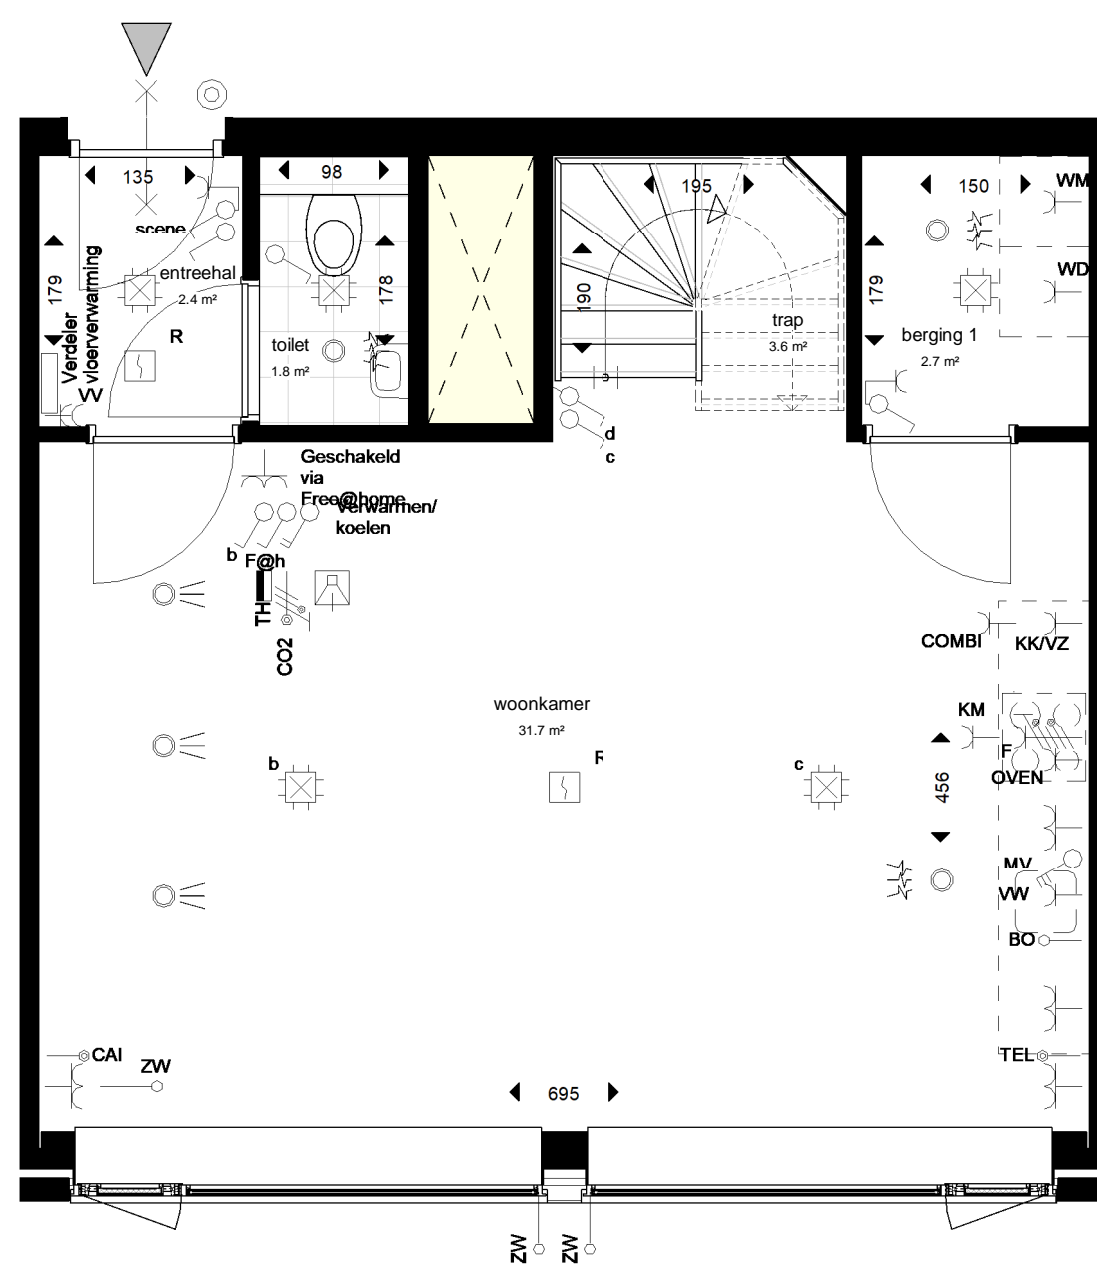 135
98
195
150
WM
scene
179
Verdeler
vloerverwarming
entreehal
2.4 m²
R
178
toilet
1.8 m²
190
trap
3.6 m²
179
WD
berging 1
2.7 m²
d
c
Geschakeld
via
Free@home
Verwarmen/
koelen
b
F@h
TH
CO2
COMBI
KK/VZ
woonkamer
31.7 m²
KM
F
OVEN
b
R
c
456
MV
VW
BO
CAI
ZW
TEL
695
ZW
ZW